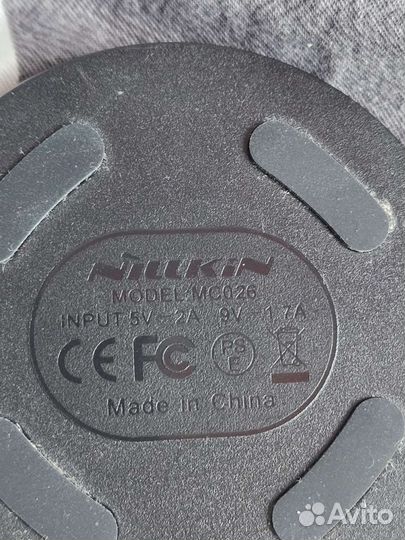 NILLKIN
MODEL:MC026
INPUT 5V⎓2A 9V⎓1.7A
CE FC PS E
Made in China
Avito